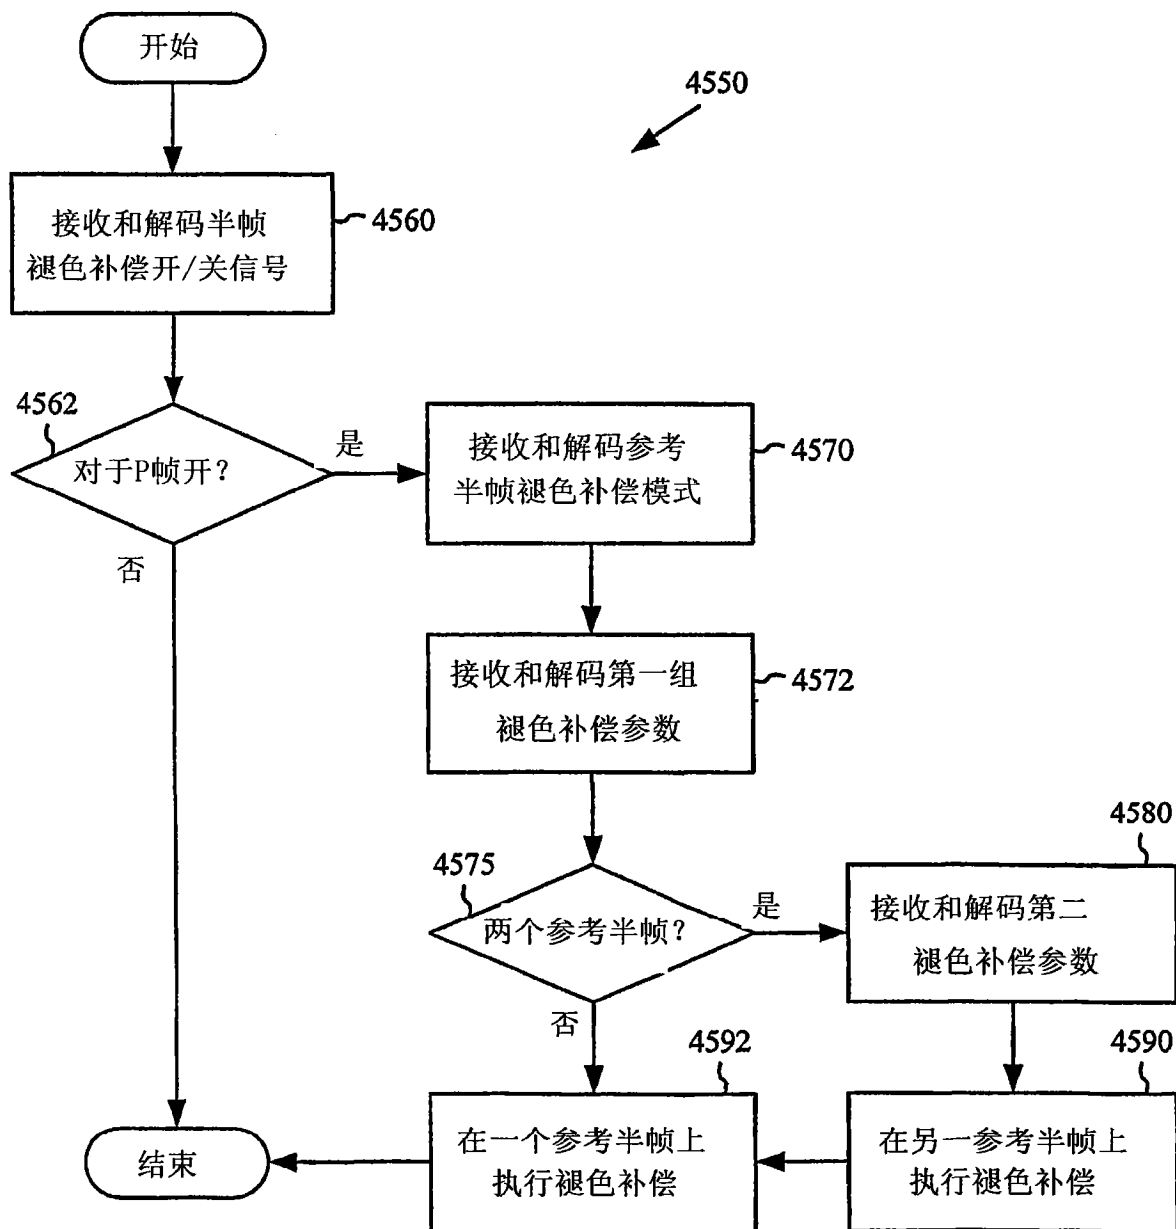 开始
4550
接收和解码半帧
褪色补偿开/关信号
4560
4562
对于P帧开？
是
否
接收和解码参考
半帧褪色补偿模式
4570
接收和解码第一组
褪色补偿参数
4572
4575
两个参考半帧？
是
否
4580
接收和解码第二
褪色补偿参数
4590
在另一参考半帧上
执行褪色补偿
4592
在一个参考半帧上
执行褪色补偿
结束